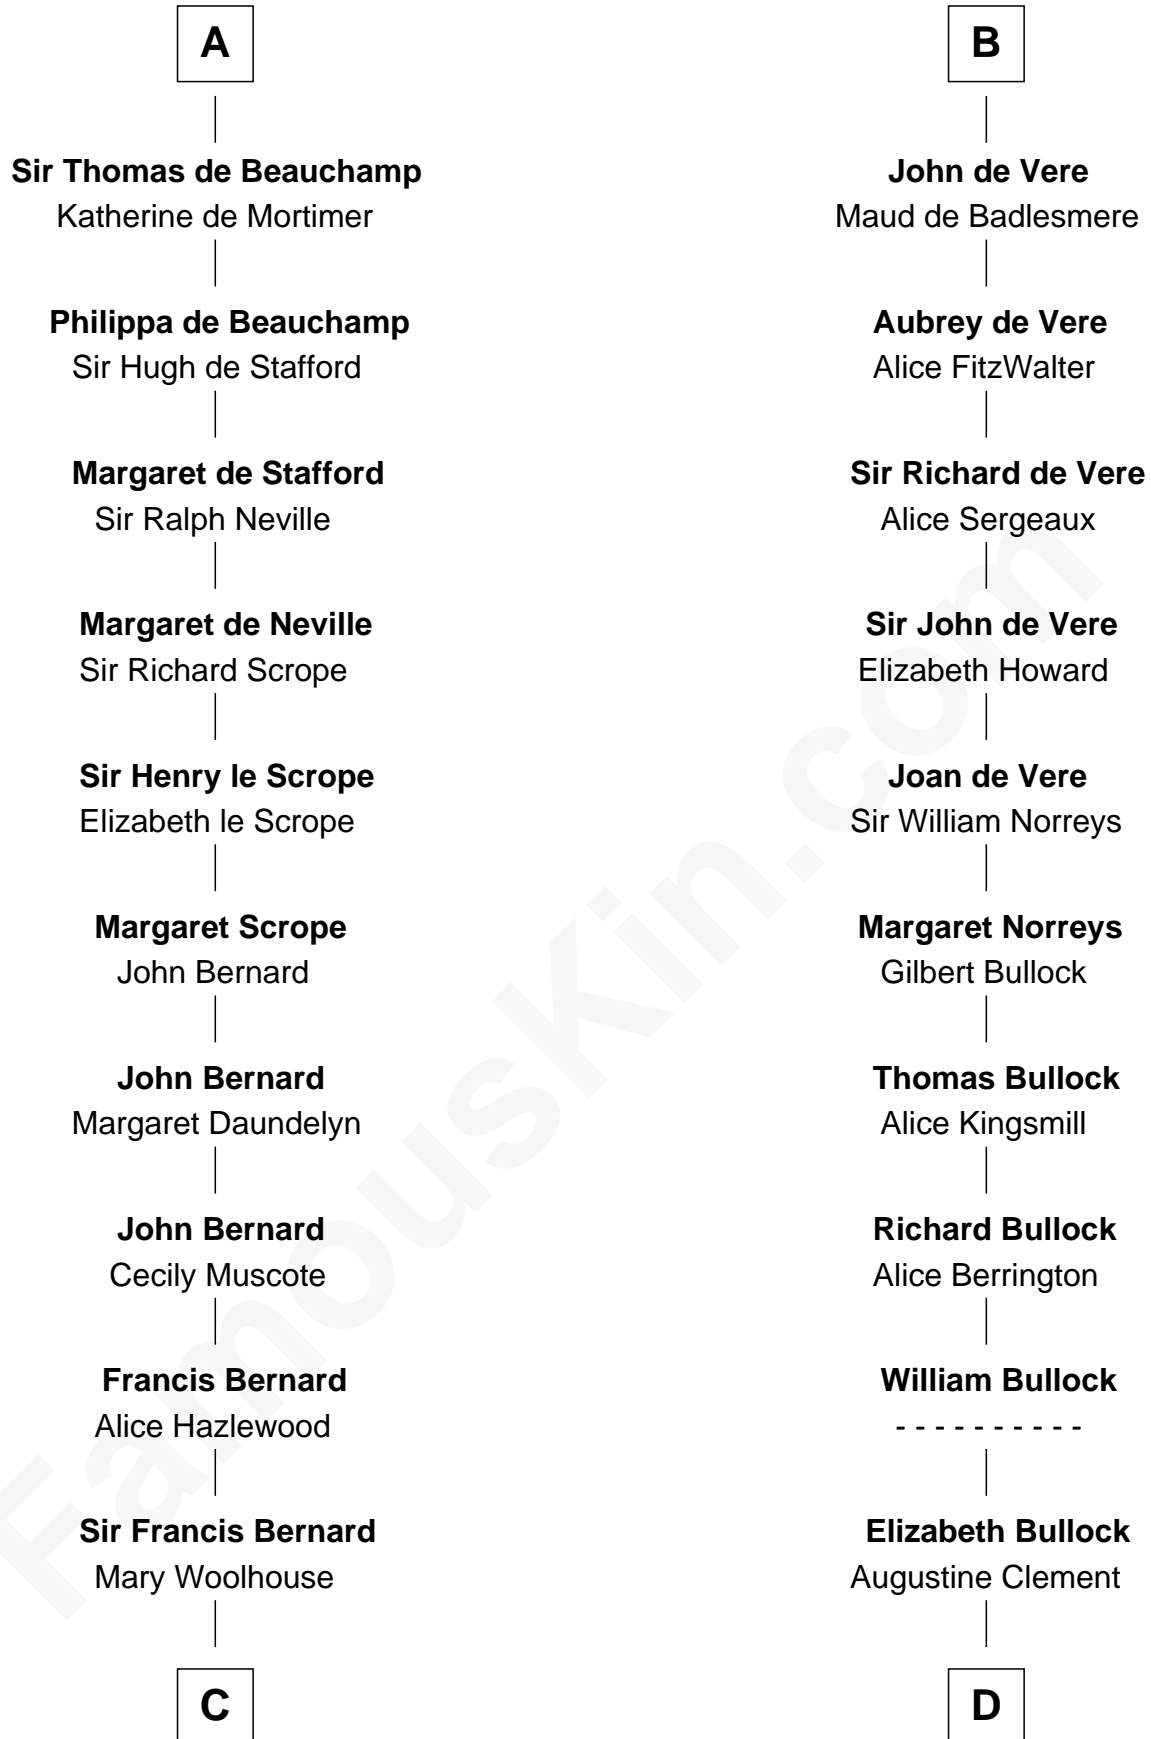 A
Sir Thomas de Beauchamp
Katherine de Mortimer
Philippa de Beauchamp
Sir Hugh de Stafford
Margaret de Stafford
Sir Ralph Neville
Margaret de Neville
Sir Richard Scrope
Sir Henry le Scrope
Elizabeth le Scrope
Margaret Scrope
John Bernard
John Bernard
Margaret Daundelyn
John Bernard
Cecily Muscote
Francis Bernard
Alice Hazlewood
Sir Francis Bernard
Mary Woolhouse
C
B
John de Vere
Maud de Badlesmere
Aubrey de Vere
Alice FitzWalter
Sir Richard de Vere
Alice Sergeaux
Sir John de Vere
Elizabeth Howard
Joan de Vere
Sir William Norreys
Margaret Norreys
Gilbert Bullock
Thomas Bullock
Alice Kingsmill
Richard Bullock
Alice Berrington
William Bullock
- - - - - - - - - -
Elizabeth Bullock
Augustine Clement
D
FamousKin.com